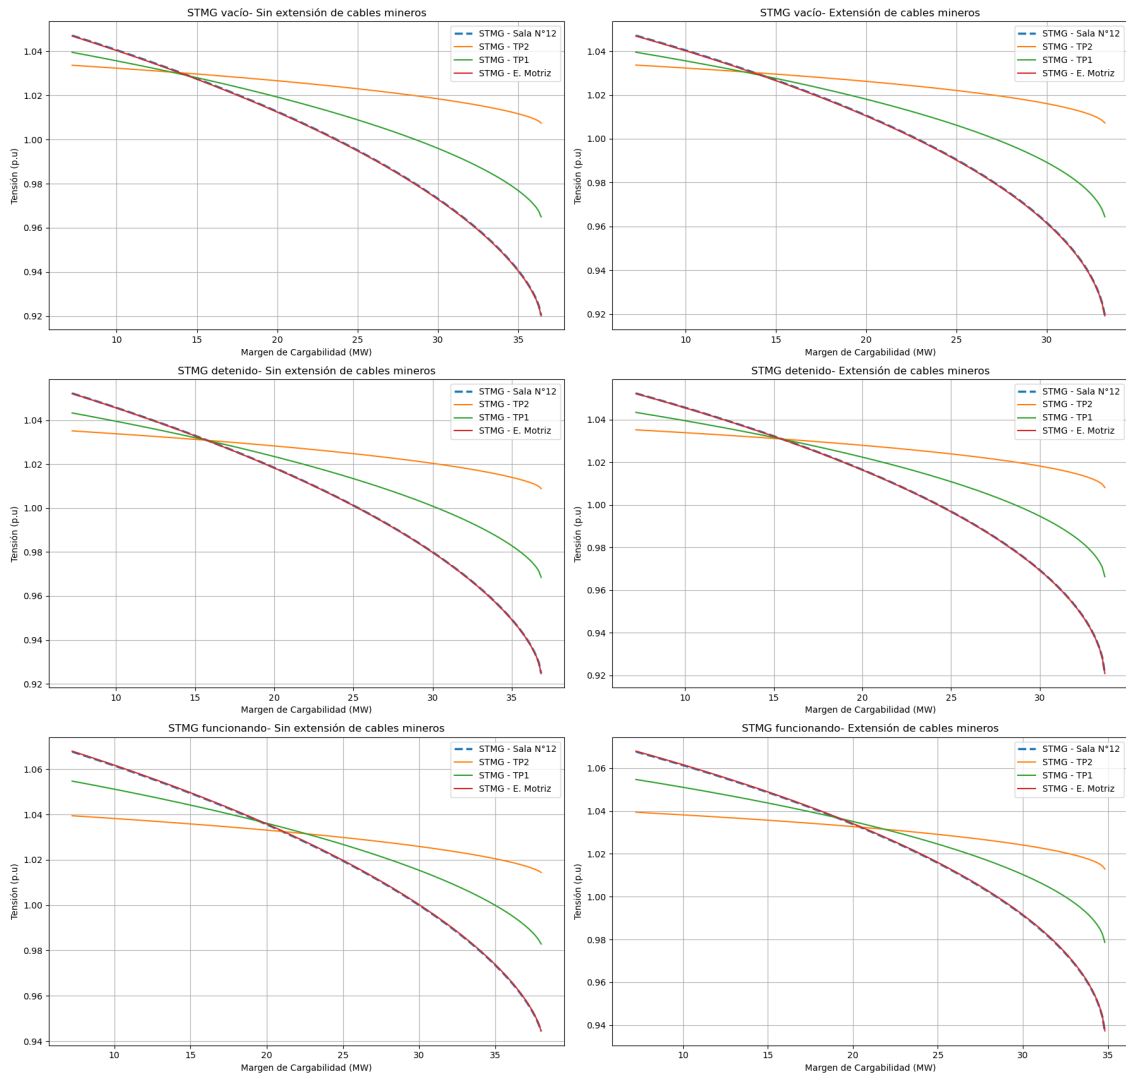 STMG vacío- Sin extensión de cables mineros
STMG - Sala N°12
STMG - TP2
STMG - TP1
STMG - E. Motriz
1.04
1.02
1.00
0.98
0.96
0.94
0.92
Tensión (p.u)
10 15 20 25 30 35
Margen de Cargabilidad (MW)
STMG vacío- Extensión de cables mineros
STMG - Sala N°12
STMG - TP2
STMG - TP1
STMG - E. Motriz
1.04
1.02
1.00
0.98
0.96
0.94
0.92
Tensión (p.u)
10 15 20 25 30
Margen de Cargabilidad (MW)
STMG detenido- Sin extensión de cables mineros
STMG - Sala N°12
STMG - TP2
STMG - TP1
STMG - E. Motriz
1.04
1.02
1.00
0.98
0.96
0.94
0.92
Tensión (p.u)
10 15 20 25 30 35
Margen de Cargabilidad (MW)
STMG detenido- Extensión de cables mineros
STMG - Sala N°12
STMG - TP2
STMG - TP1
STMG - E. Motriz
1.04
1.02
1.00
0.98
0.96
0.94
0.92
Tensión (p.u)
10 15 20 25 30
Margen de Cargabilidad (MW)
STMG funcionando- Sin extensión de cables mineros
STMG - Sala N°12
STMG - TP2
STMG - TP1
STMG - E. Motriz
1.06
1.04
1.02
1.00
0.98
0.96
0.94
Tensión (p.u)
10 15 20 25 30 35
Margen de Cargabilidad (MW)
STMG funcionando- Extensión de cables mineros
STMG - Sala N°12
STMG - TP2
STMG - TP1
STMG - E. Motriz
1.06
1.04
1.02
1.00
0.98
0.96
0.94
Tensión (p.u)
10 15 20 25 30 35
Margen de Cargabilidad (MW)